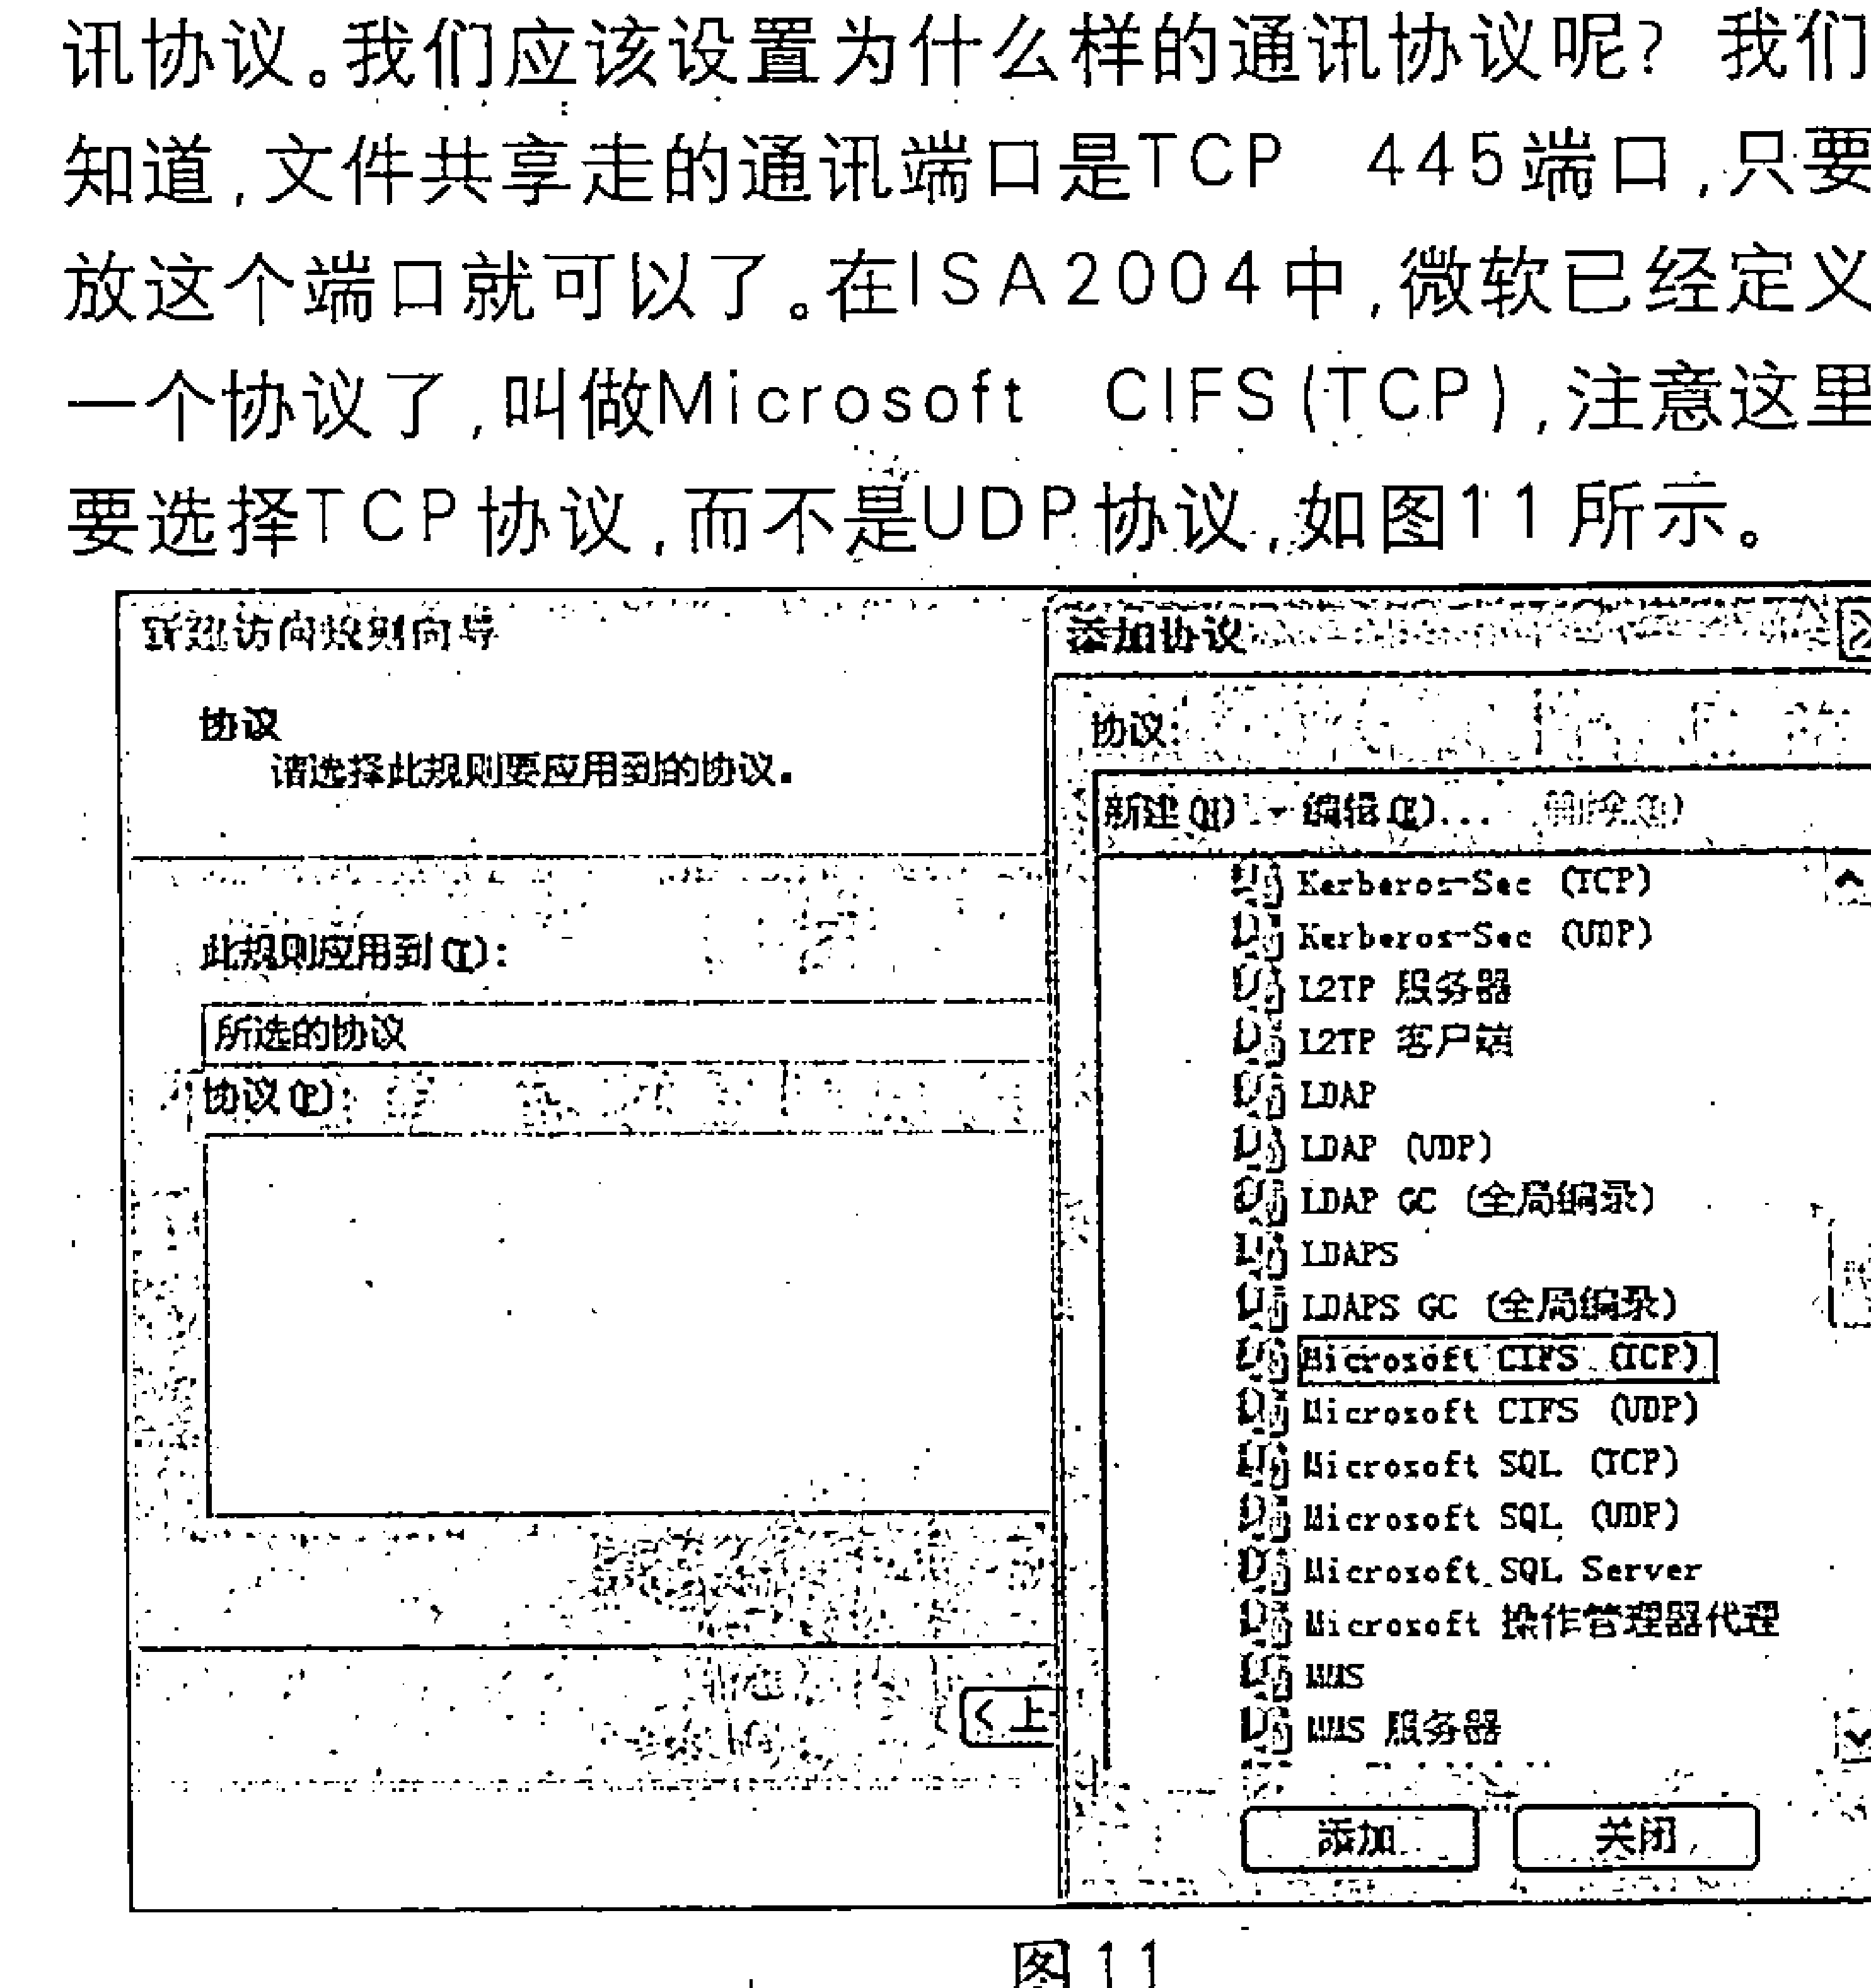 讯协议。我们应该设置为什么样的通讯协议呢？ 我们
知道,文件共享走的通讯端口是TCP 445端口,只要
放这个端口就可以了。在ISA2004中,微软已经定义
一个协议了,叫做Microsoft CIFS(TCP),注意这里
要选择TCP协议,而不是UDP协议,如图11所示。
新建访问规则向导
协议
请选择此规则要应用到的协议。
此规则应用到(T):
所选的协议
协议(P):
<上
添加协议
协议:
新建(N) 编辑(E)... 删除(D)
Kerberos-Sec (TCP)
Kerberos-Sec (UDP)
L2TP 服务器
L2TP 客户端
LDAP
LDAP (UDP)
LDAP GC (全局编录)
LDAPS
LDAPS GC (全局编录)
Microsoft CIFS (TCP)
Microsoft CIFS (UDP)
Microsoft SQL (TCP)
Microsoft SQL (UDP)
Microsoft SQL Server
Microsoft 操作管理器代理
MMS
MMS 服务器
添加 关闭
图11